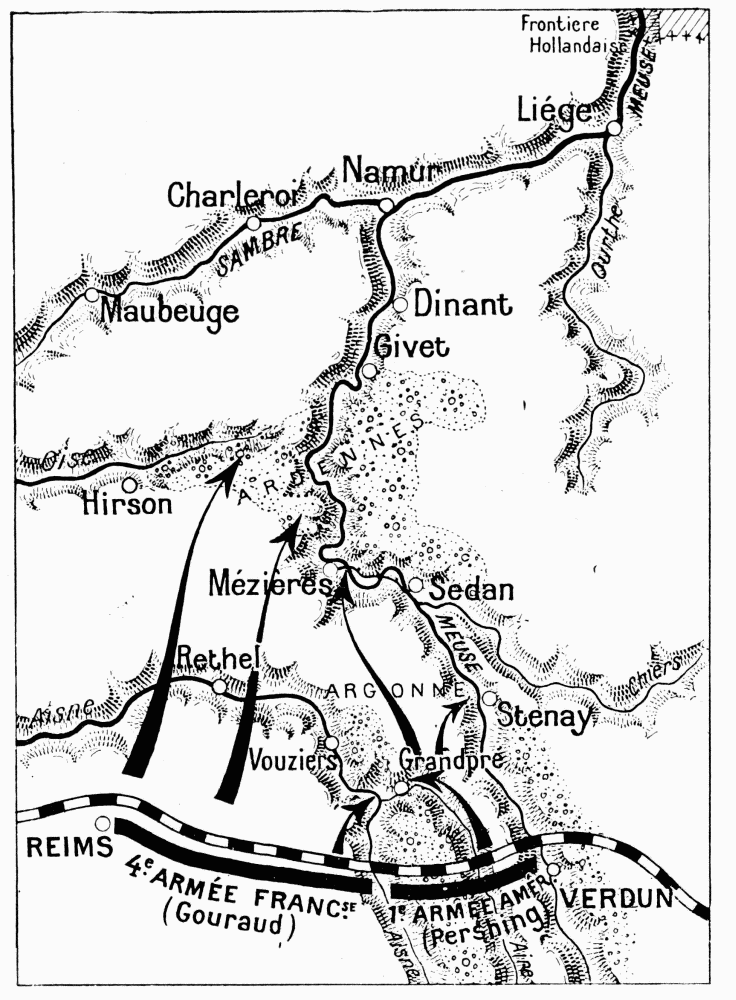 Frontiere
Hollandaise
MEUSE
Liége
Namur
Charleroi
SAMBRE
Ourthe
Maubeuge
Dinant
Givet
Oise
ARDENNES
Hirson
Mézières
Sedan
MEUSE
Rethel
Chiers
ARGONNE
Aisne
Stenay
Vouziers
Grandpré
REIMS
4e ARMÉE FRANCSE
(Gouraud)
1e ARMÉE AMÉR.
(Pershing)
VERDUN
Aisne
Aire